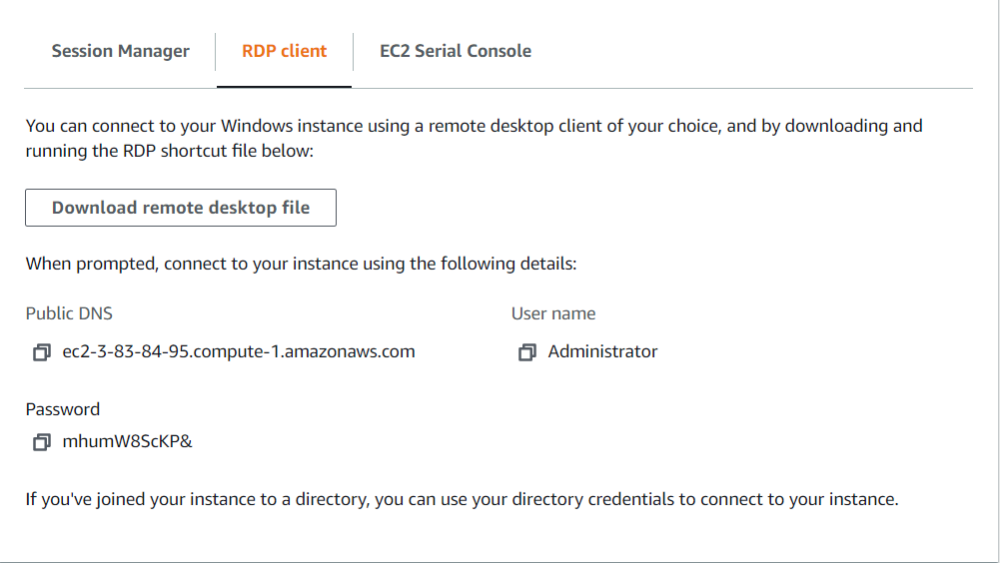 Session Manager
RDP client
EC2 Serial Console
You can connect to your Windows instance using a remote desktop client of your choice, and by downloading and
running the RDP shortcut file below:
Download remote desktop file
When prompted, connect to your instance using the following details:
Public DNS
User name
ec2-3-83-84-95.compute-1.amazonaws.com
Administrator
Password
mhumW8ScKP&
If you've joined your instance to a directory, you can use your directory credentials to connect to your instance.